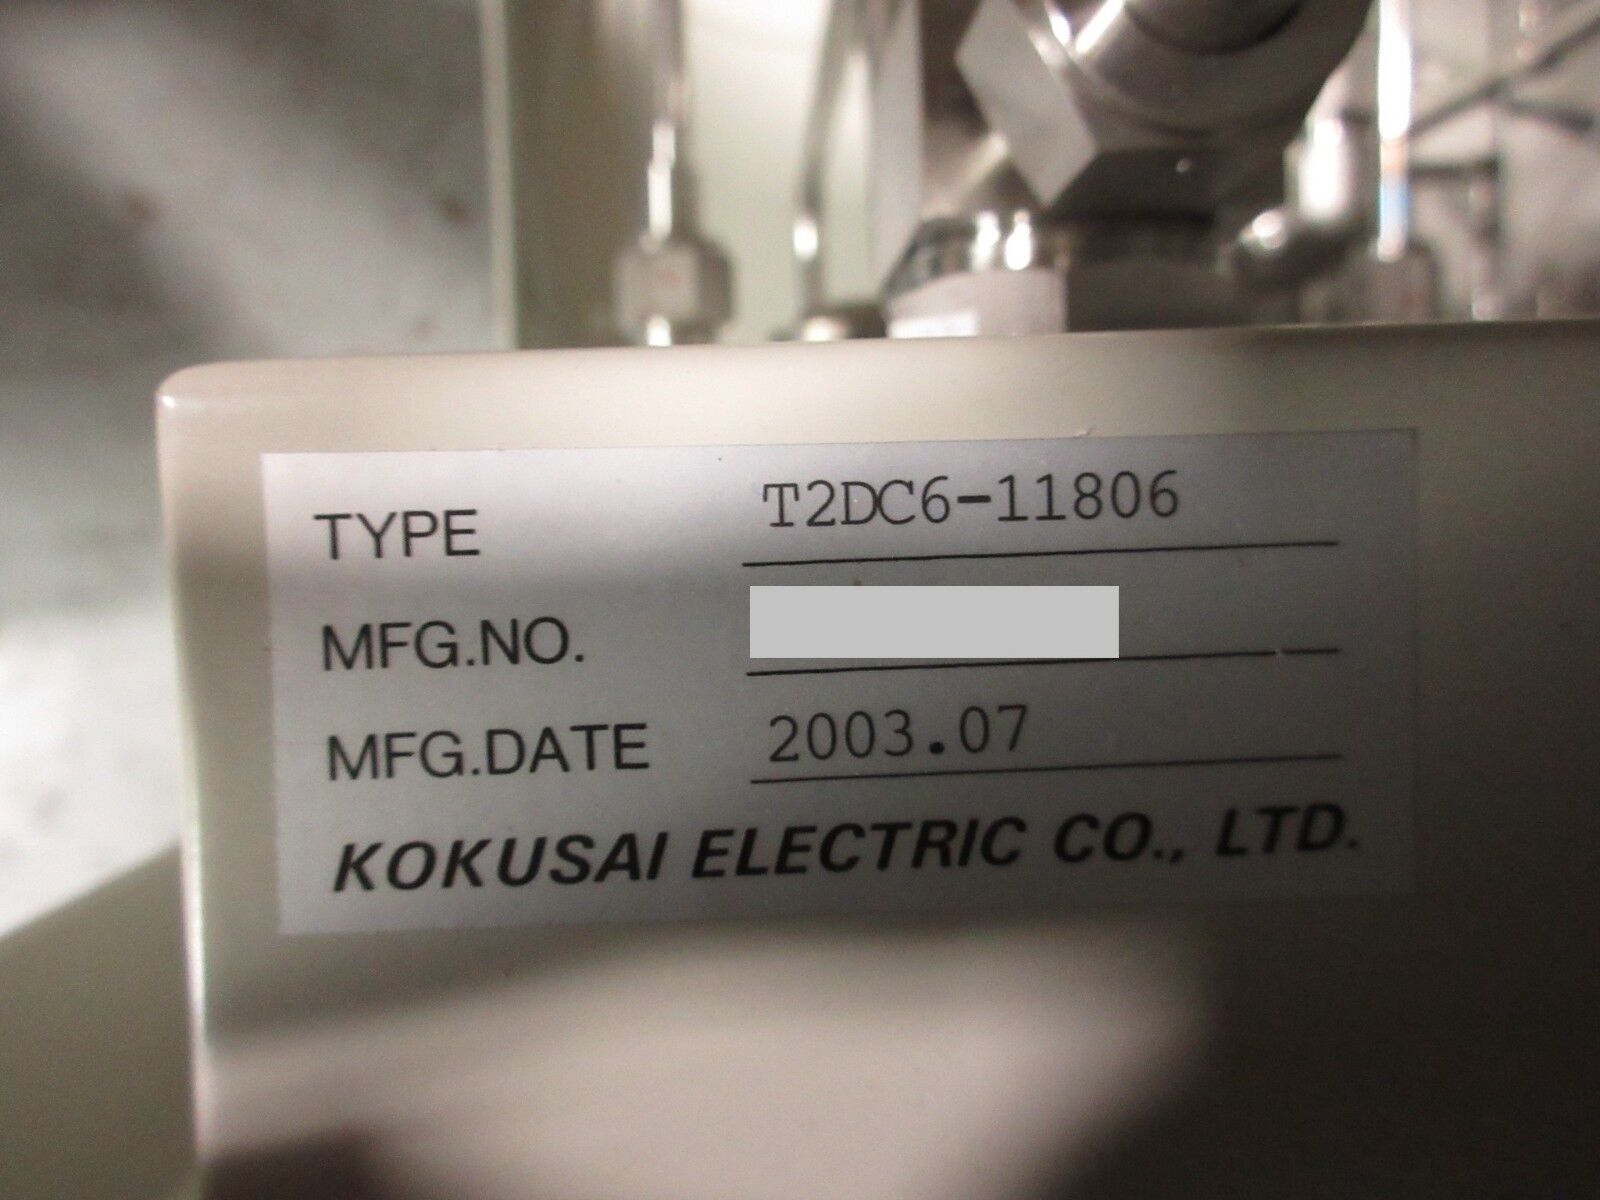 TYPE T2DC6-11806
MFG.NO.
MFG.DATE 2003.07
KOKUSAI ELECTRIC CO., LTD.